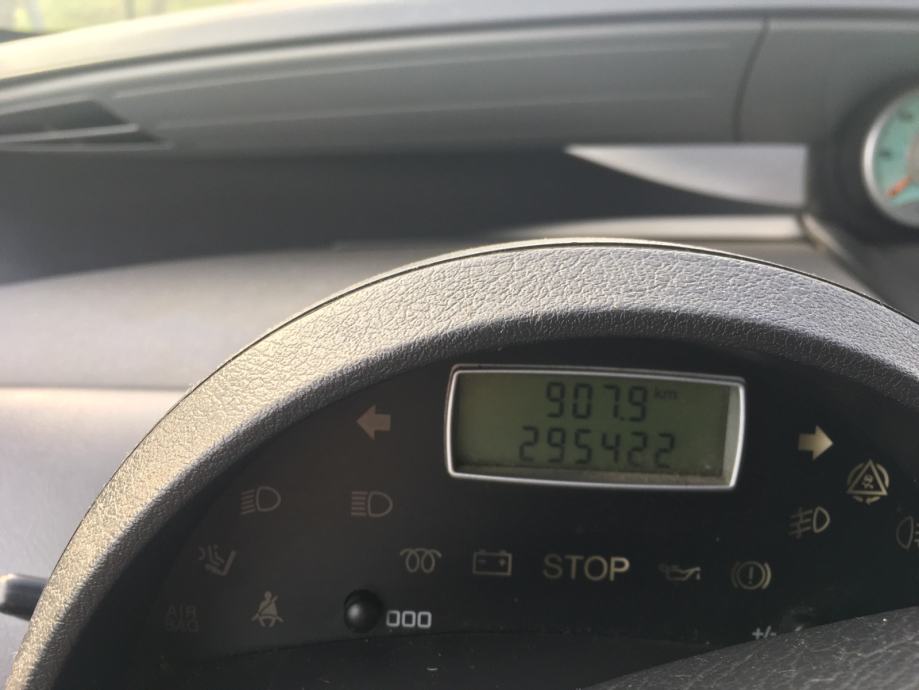 907.9 km
295422
STOP
AIR
BAG
000
+/-